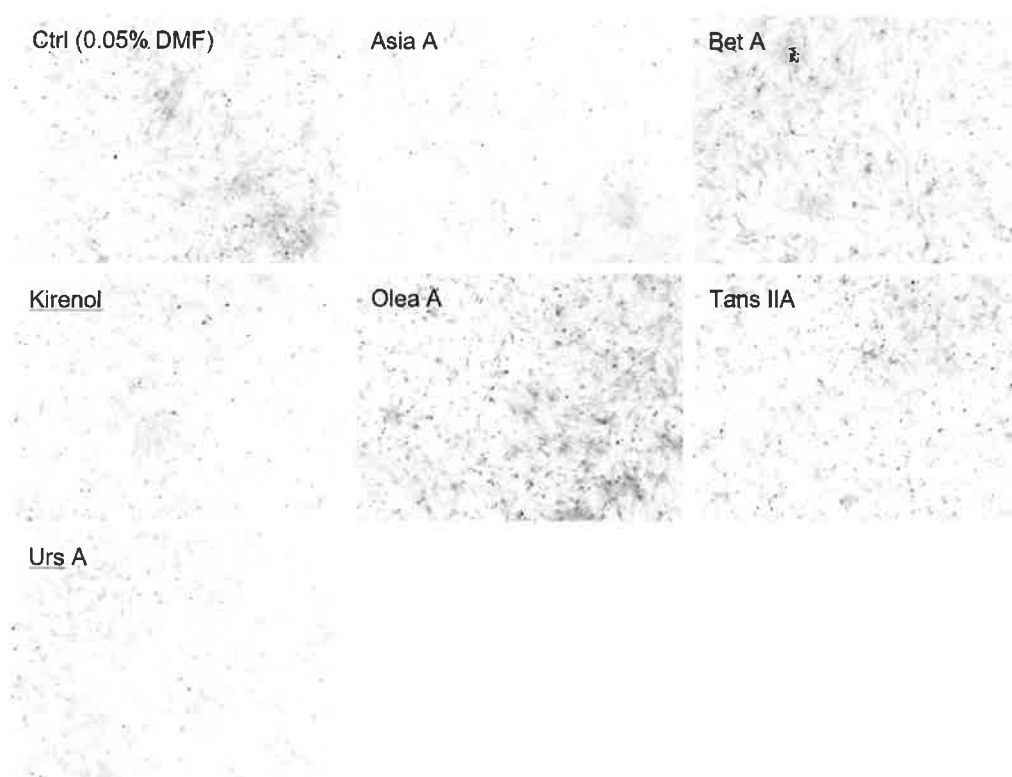 Ctrl (0.05% DMF)
Asia A
Bet A
Kirenol
Olea A
Tans IIA
Urs A